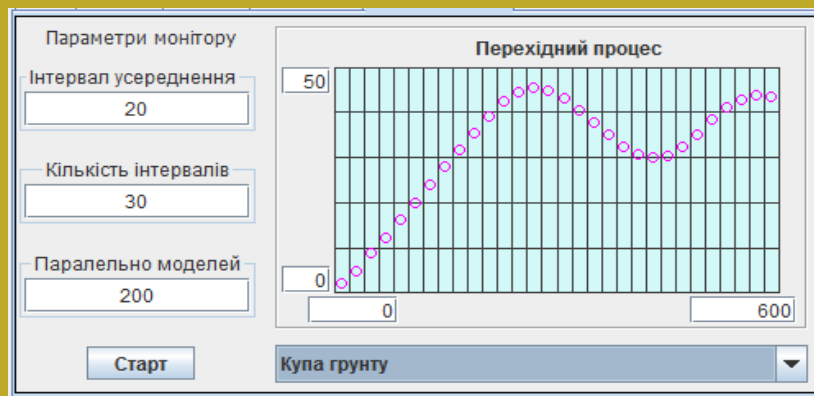 Параметри монітору
Інтервал усереднення
20
Кількість інтервалів
30
Паралельно моделей
200
Старт
Перехідний процес
50
0
0
600
Купа грунту